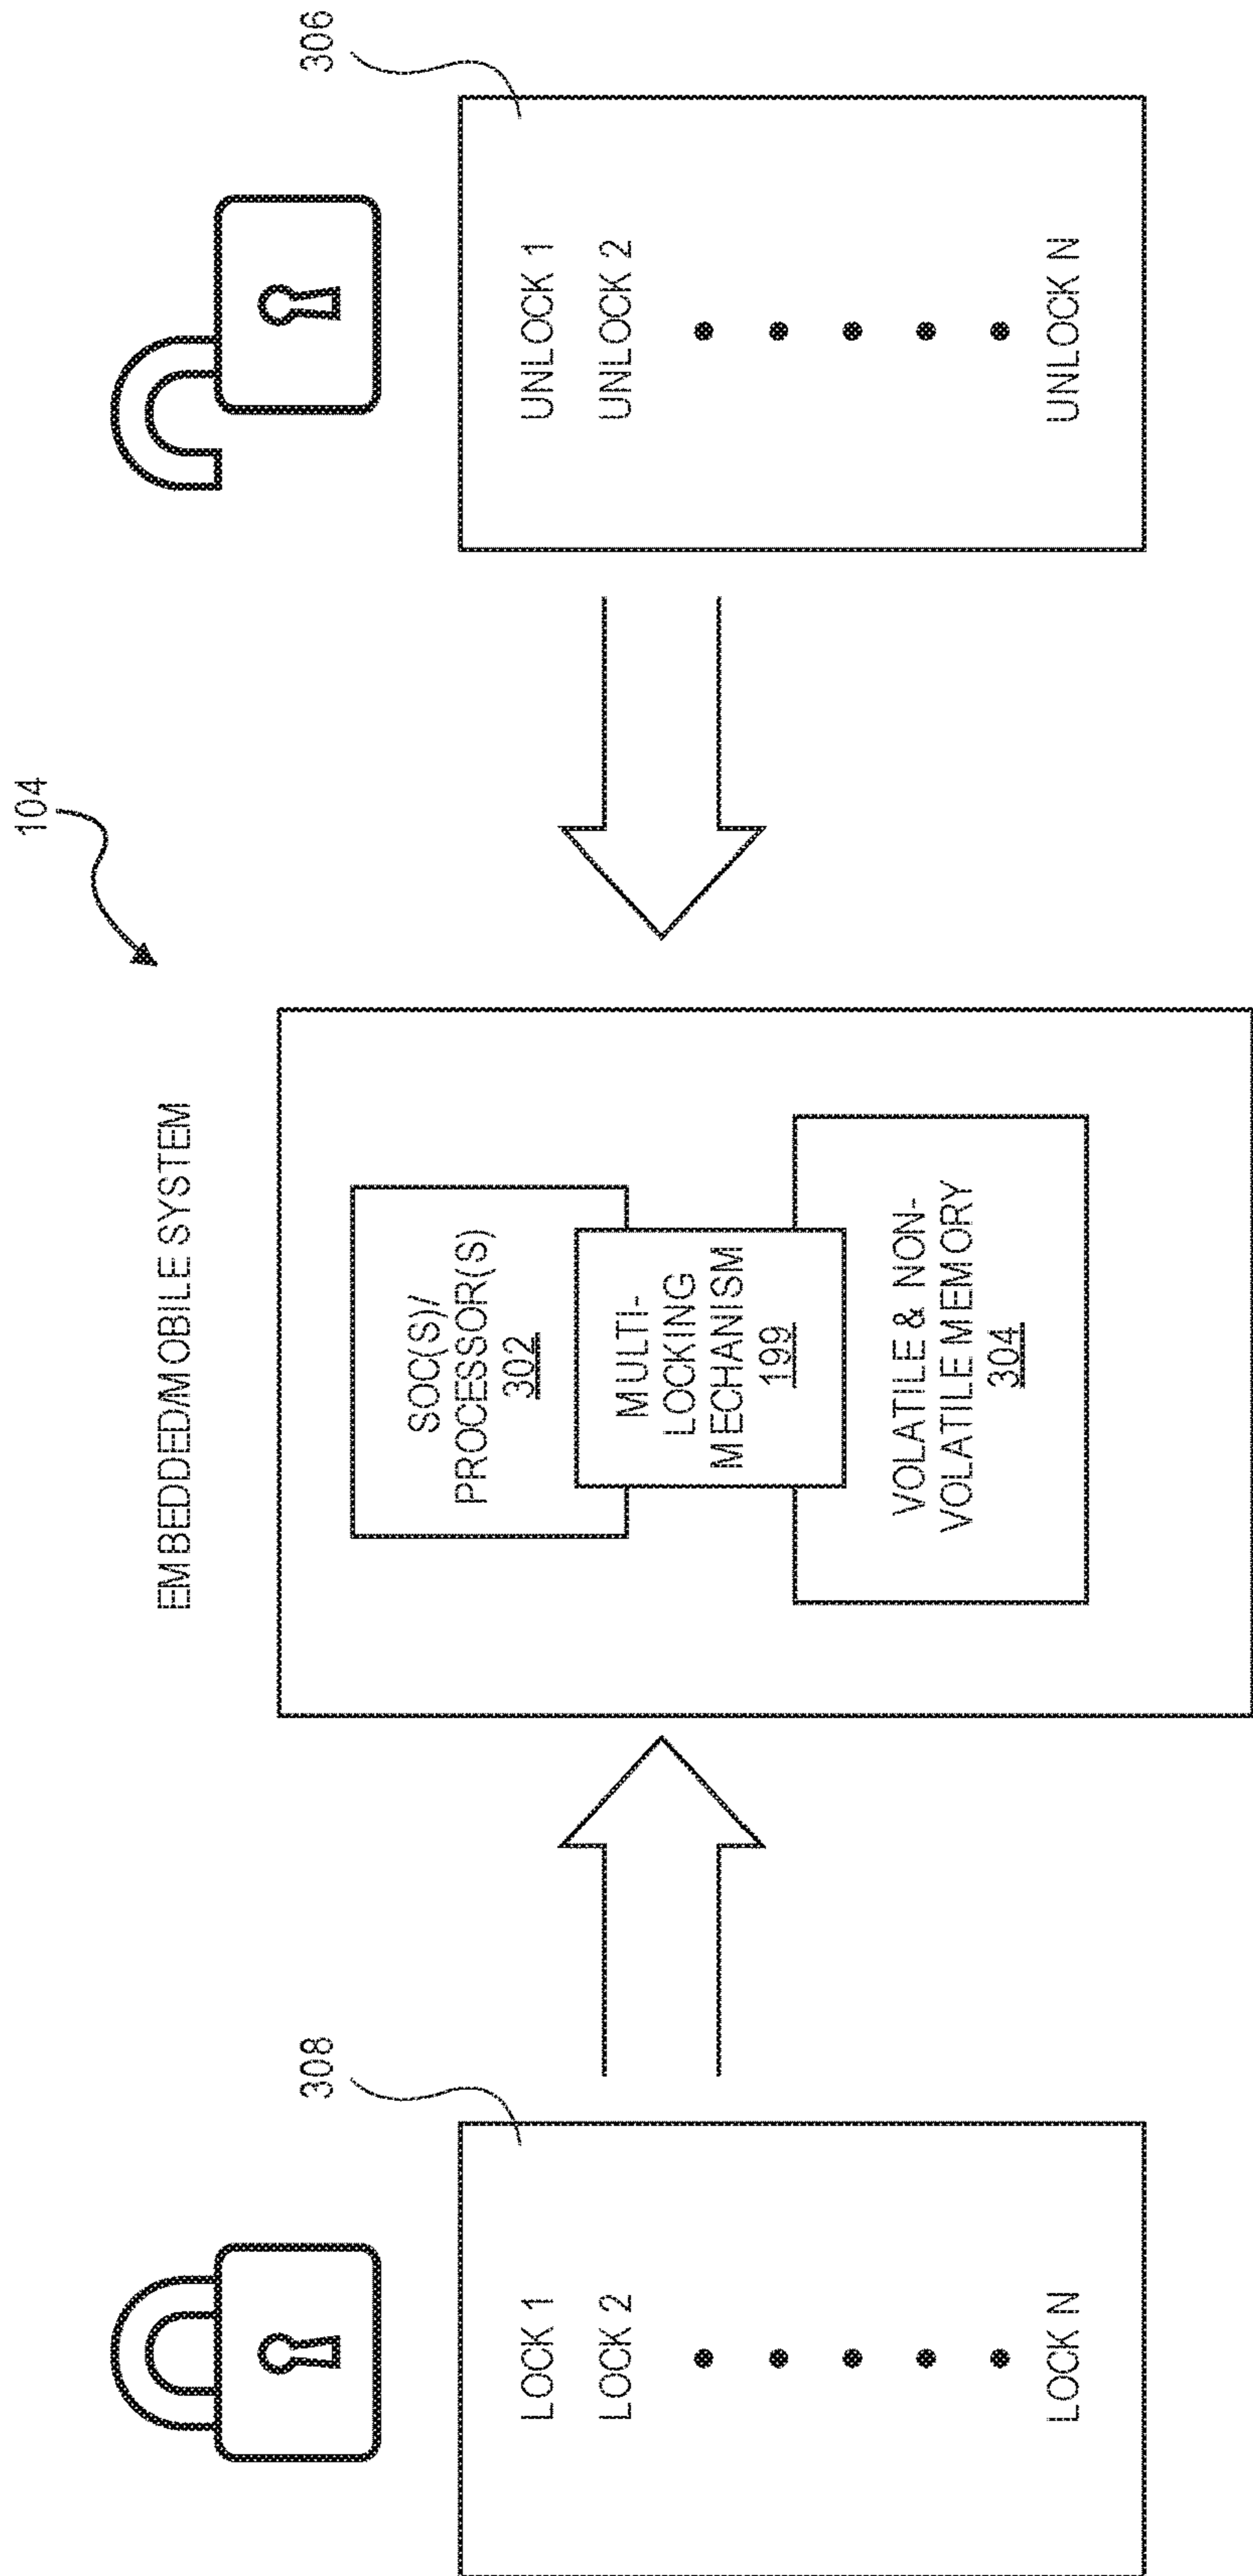 104
EMBEDDED/MOBILE SYSTEM
308
LOCK 1
LOCK 2
LOCK N
SOC(S)/
PROCESSOR(S)
302
MULTI-
LOCKING
MECHANISM
199
VOLATILE & NON-
VOLATILE MEMORY
304
306
UNLOCK 1
UNLOCK 2
UNLOCK N